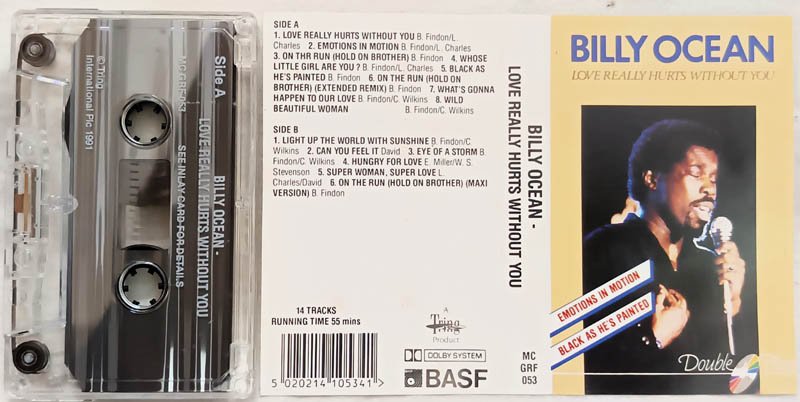 Side A
BILLY OCEAN -
LOVE REALLY HURTS WITHOUT YOU
SEE INLAY CARD FOR DETAILS
MC GRF 053
© Tring
International Plc 1991
SIDE A
1. LOVE REALLY HURTS WITHOUT YOU B. Findon/L.
Charles 2. EMOTIONS IN MOTION B. Findon/L. Charles
3. ON THR RUN (HOLD ON BROTHER) B. Findon 4. WHOSE
LITTLE GIRL ARE YOU ? B. Findon/L. Charles 5. BLACK AS
HE'S PAINTED B. Findon 6. ON THE RUN (HOLD ON
BROTHER) (EXTENDED REMIX) B. Findon 7. WHAT'S GONNA
HAPPEN TO OUR LOVE B. Findon/C. Wilkins 8. WILD
BEAUTIFUL WOMAN B. Findon/C. Wilkins
SIDE B
1. LIGHT UP THE WORLD WITH SUNSHINE B. Findon/C.
Wilkins 2. CAN YOU FEEL IT David 3. EYE OF A STORM B.
Findon/C. Wilkins 4. HUNGRY FOR LOVE E. Miller/W. S.
Stevenson 5. SUPER WOMAN, SUPER LOVE L.
Charles/David 6. ON THE RUN (HOLD ON BROTHER) (MAXI
VERSION) B. Findon
14 TRACKS
RUNNING TIME 55 mins
5 020214 105341 >
A
Tring
Product
DOLBY SYSTEM
BASF
BILLY OCEAN -
LOVE REALLY HURTS WITHOUT YOU
MC
GRF
053
BILLY OCEAN
LOVE REALLY HURTS WITHOUT YOU
EMOTIONS IN MOTION
BLACK AS HE'S PAINTED
Double